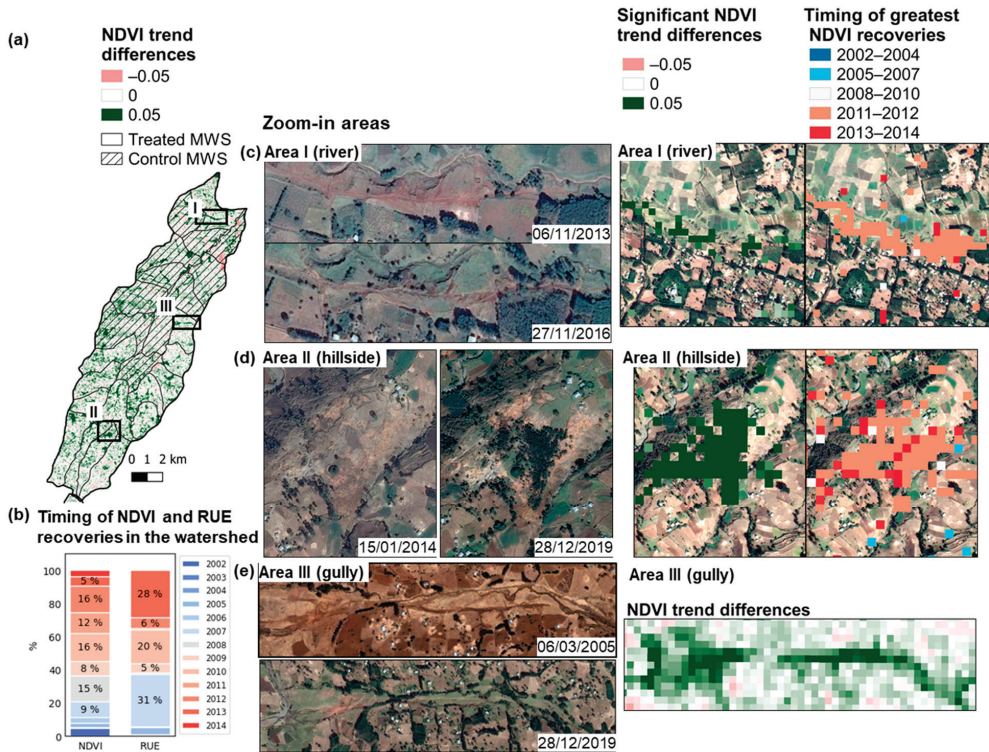 (a)
NDVI trend
differences
−0.05
0
0.05
Treated MWS
Control MWS
I
III
II
0 1 2 km
(b) Timing of NDVI and RUE
recoveries in the watershed
100
80
60
40
20
0
%
5 %
16 %
12 %
16 %
8 %
15 %
9 %
28 %
6 %
20 %
5 %
31 %
NDVI
RUE
2002
2003
2004
2005
2006
2007
2008
2009
2010
2011
2012
2013
2014
Significant NDVI
trend differences
−0.05
0
0.05
Timing of greatest
NDVI recoveries
2002–2004
2005–2007
2008–2010
2011–2012
2013–2014
Zoom-in areas
(c) Area I (river)
06/11/2013
27/11/2016
Area I (river)
(d) Area II (hillside)
15/01/2014
28/12/2019
Area II (hillside)
(e) Area III (gully)
06/03/2005
28/12/2019
Area III (gully)
NDVI trend differences